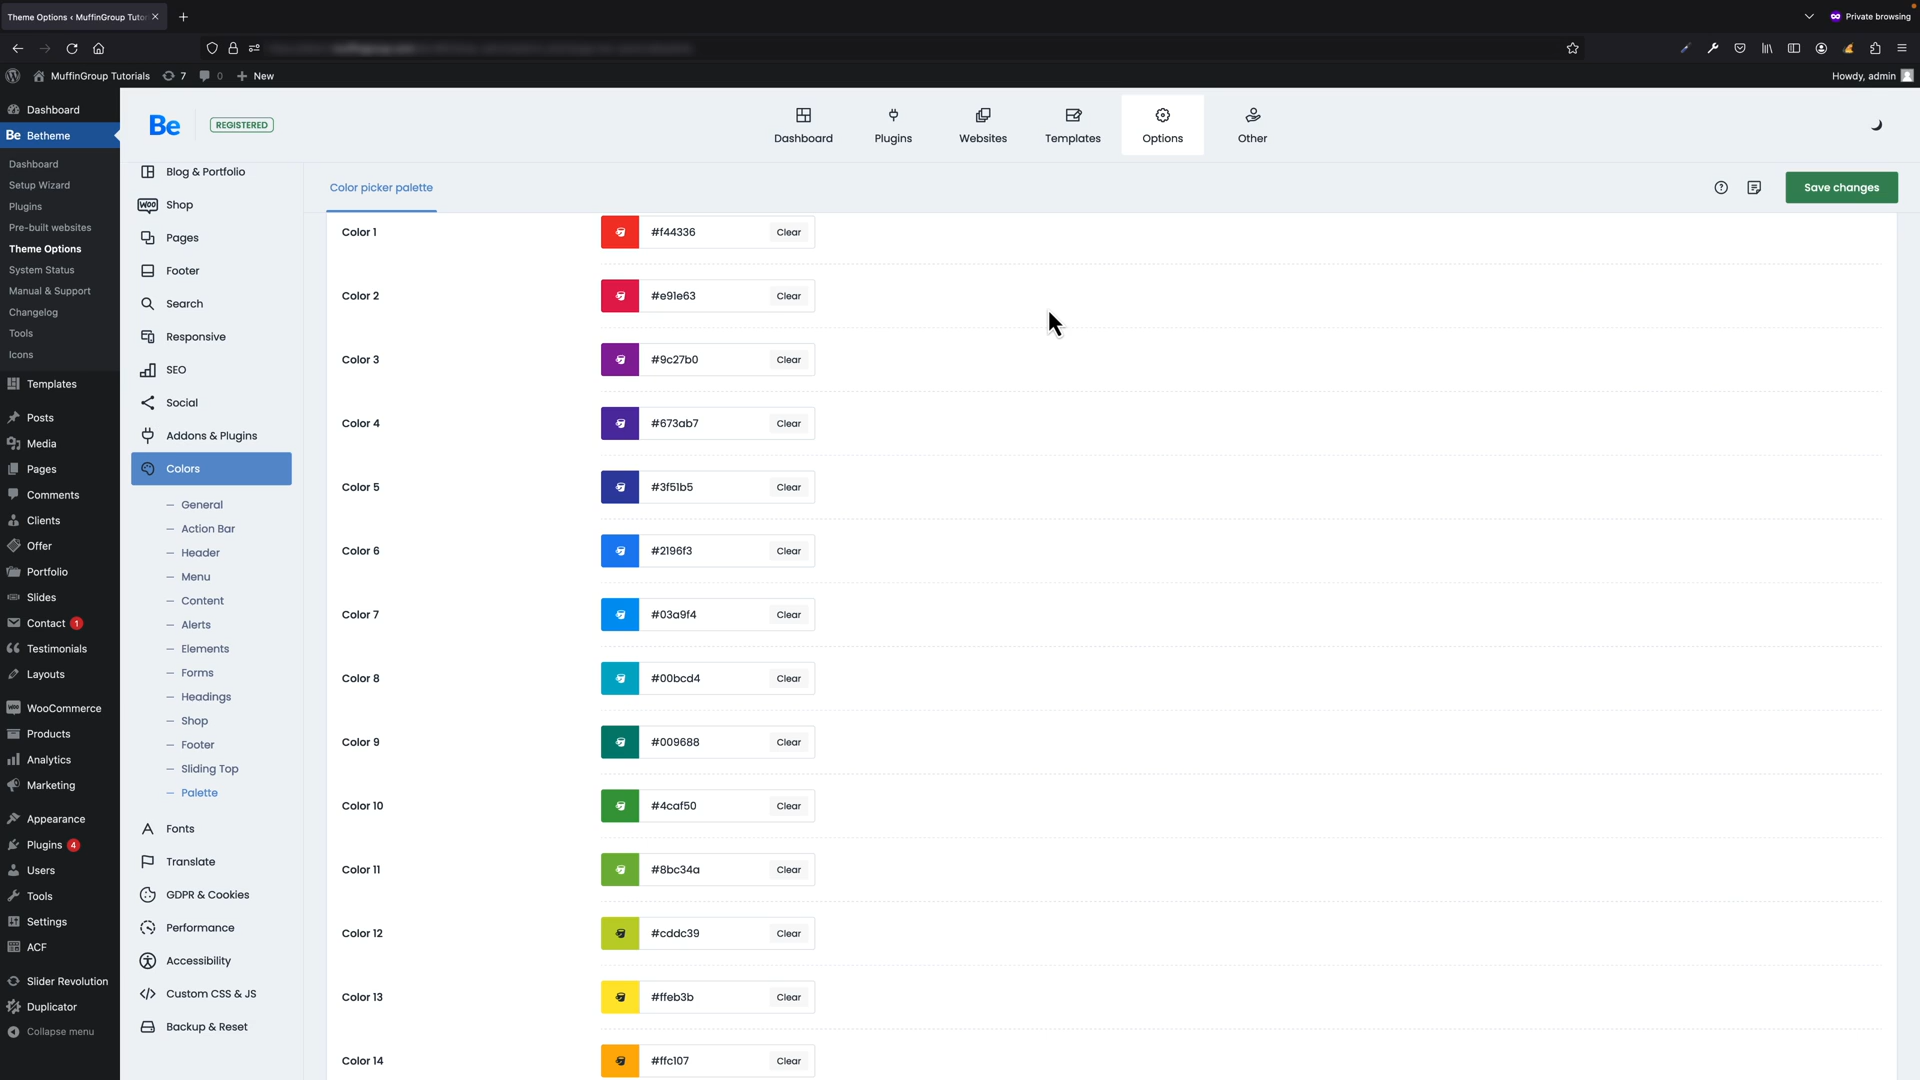 Theme Options ‹ MuffinGroup Tutor
Private browsing
MuffinGroup Tutorials
7
0
New
Howdy, admin
Dashboard
Be Betheme
Dashboard
Setup Wizard
Plugins
Pre-built websites
Theme Options
System Status
Manual & Support
Changelog
Tools
Icons
Templates
Posts
Media
Pages
Comments
Clients
Offer
Portfolio
Slides
Contact 1
Testimonials
Layouts
WooCommerce
Products
Analytics
Marketing
Appearance
Plugins 4
Users
Tools
Settings
ACF
Slider Revolution
Duplicator
Collapse menu
Be
REGISTERED
Dashboard
Plugins
Websites
Templates
Options
Other
Blog & Portfolio
Woo Shop
Pages
Footer
Search
Responsive
SEO
Social
Addons & Plugins
Colors
General
Action Bar
Header
Menu
Content
Alerts
Elements
Forms
Headings
Shop
Footer
Sliding Top
Palette
Fonts
Translate
GDPR & Cookies
Performance
Accessibility
Custom CSS & JS
Backup & Reset
Color picker palette
Save changes
Color 1 #f44336 Clear
Color 2 #e91e63 Clear
Color 3 #9c27b0 Clear
Color 4 #673ab7 Clear
Color 5 #3f51b5 Clear
Color 6 #2196f3 Clear
Color 7 #03a9f4 Clear
Color 8 #00bcd4 Clear
Color 9 #009688 Clear
Color 10 #4caf50 Clear
Color 11 #8bc34a Clear
Color 12 #cddc39 Clear
Color 13 #ffeb3b Clear
Color 14 #ffc107 Clear